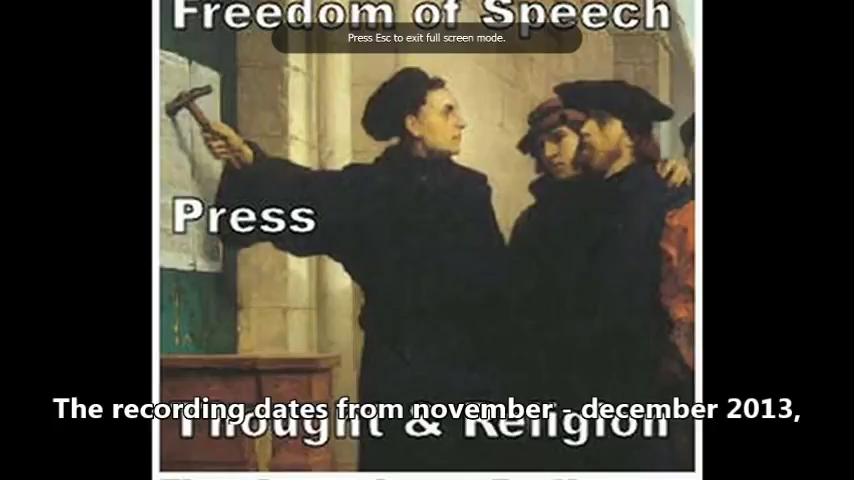 Freedom of Speech
Press Esc to exit full screen mode.
Press
The recording dates from november - december 2013,
Thought & Religion